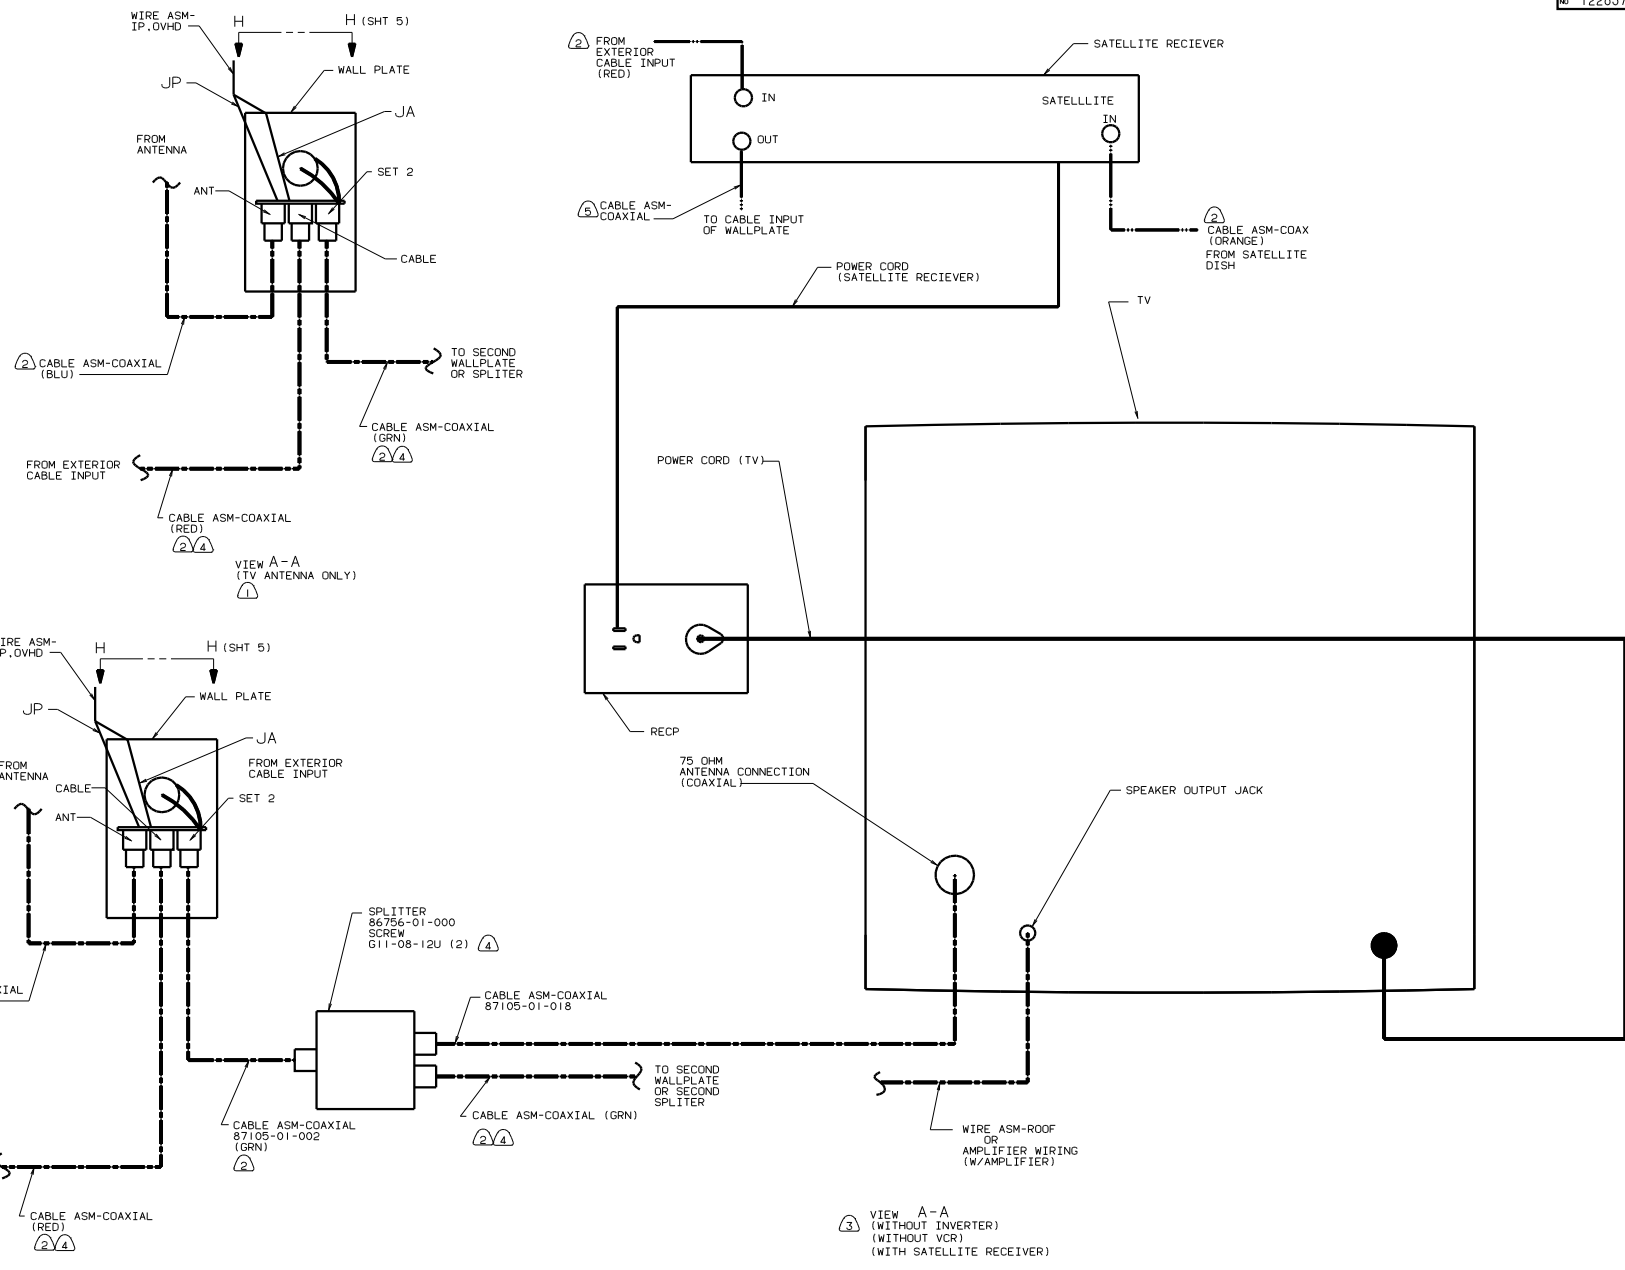 WIRE ASM-
IP.OVHD
H
H (SHT 5)
WALL PLATE
JP
JA
FROM
ANTENNA
SET 2
ANT
CABLE
2 CABLE ASM-COAXIAL
(BLU)
TO SECOND
WALLPLATE
OR SPLITER
CABLE ASM-COAXIAL
(GRN)
2 4
FROM EXTERIOR
CABLE INPUT
CABLE ASM-COAXIAL
(RED)
2 4
VIEW A-A
(TV ANTENNA ONLY)
1
2 FROM
EXTERIOR
CABLE INPUT
(RED)
SATELLITE RECIEVER
IN
SATELLLITE
IN
OUT
5 CABLE ASM-
COAXIAL
TO CABLE INPUT
OF WALLPLATE
2
CABLE ASM-COAX
(ORANGE)
FROM SATELLITE
DISH
POWER CORD
(SATELLITE RECIEVER)
TV
POWER CORD (TV)
RECP
75 OHM
ANTENNA CONNECTION
(COAXIAL)
SPEAKER OUTPUT JACK
IRE ASM-
P.OVHD
H
H (SHT 5)
WALL PLATE
JP
JA
FROM
ANTENNA
FROM EXTERIOR
CABLE INPUT
CABLE
SET 2
ANT
XIAL
SPLITTER
86756-01-000
SCREW
G11-08-12U (2) 4
CABLE ASM-COAXIAL
87105-01-018
TO SECOND
WALLPLATE
OR SECOND
SPLITER
CABLE ASM-COAXIAL (GRN)
2 4
CABLE ASM-COAXIAL
87105-01-002
(GRN)
2
CABLE ASM-COAXIAL
(RED)
2 4
WIRE ASM-ROOF
OR
AMPLIFIER WIRING
(W/AMPLIFIER)
3 VIEW A-A
(WITHOUT INVERTER)
(WITHOUT VCR)
(WITH SATELLITE RECEIVER)